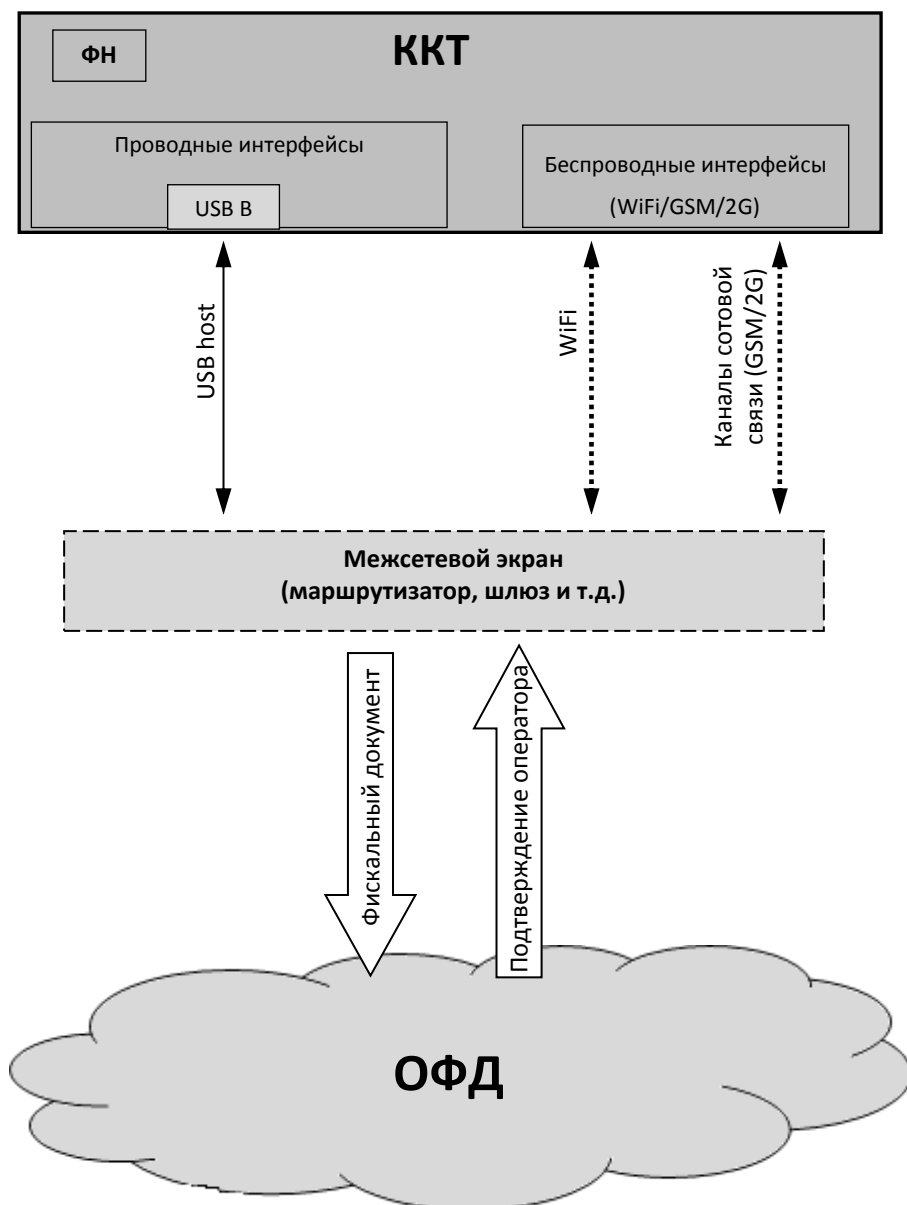 ФН
ККТ
Проводные интерфейсы
USB B
Беспроводные интерфейсы
(WiFi/GSM/2G)
USB host
WiFi
Каналы сотовой
связи (GSM/2G)
Межсетевой экран
(маршрутизатор, шлюз и т.д.)
Фискальный документ
Подтверждение оператора
ОФД